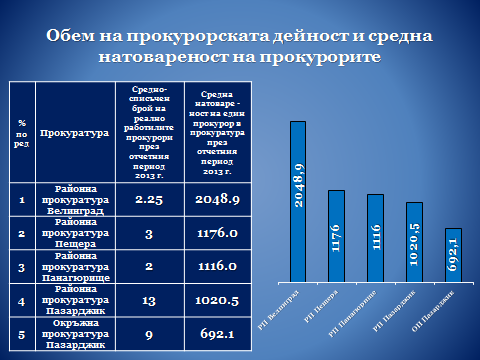 Обем на прокурорската дейност и средна
натовареност на прокурорите
%
по
ред
Прокуратура
Средно-
списъчен
брой на
реално
работилите
прокурори
през
отчетния
период
2013 г.
Средна
натоваре -
ност на един
прокурор в
прокуратура
през
отчетния
период
2013 г.
1
Районна
прокуратура
Велинград
2.25
2048.9
2
Районна
прокуратура
Пещера
3
1176.0
3
Районна
прокуратура
Панагюрище
2
1116.0
4
Районна
прокуратура
Пазарджик
13
1020.5
5
Окръжна
прокуратура
Пазарджик
9
692.1
2048,9
1176
1116
1020,5
692,1
РП Велинград
РП Пещера
РП Панагюрище
РП Пазарджик
ОП Пазарджик